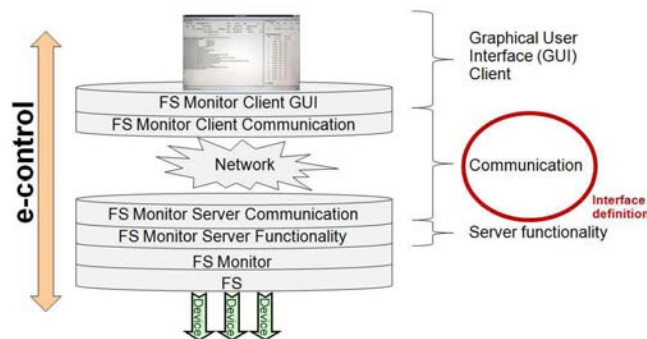 e-control
FS Monitor Client GUI
FS Monitor Client Communication
Network
FS Monitor Server Communication
FS Monitor Server Functionality
FS Monitor
FS
Device
Device
Device
Graphical User
Interface (GUI)
Client
Communication
Interface
definition
Server functionality